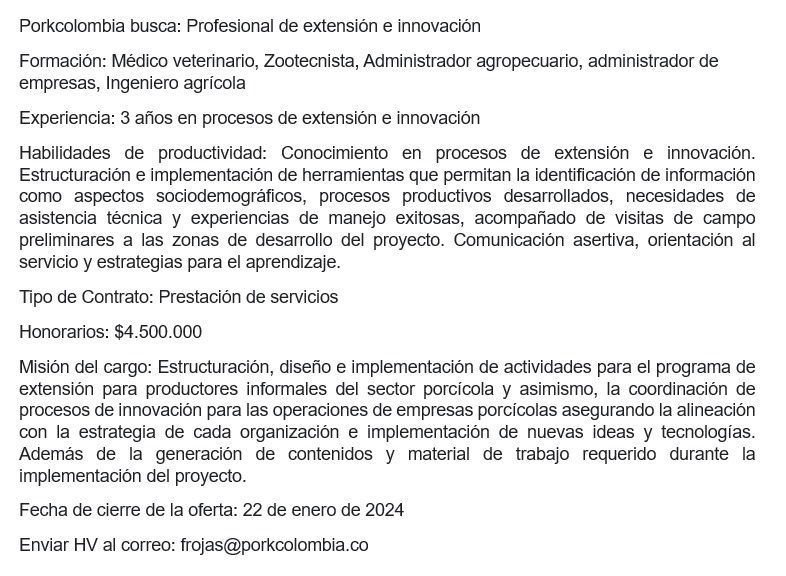 Porkcolombia busca: Profesional de extensión e innovación
Formación: Médico veterinario, Zootecnista, Administrador agropecuario, administrador de
empresas, Ingeniero agrícola
Experiencia: 3 años en procesos de extensión e innovación
Habilidades de productividad: Conocimiento en procesos de extensión e innovación.
Estructuración e implementación de herramientas que permitan la identificación de información
como aspectos sociodemográficos, procesos productivos desarrollados, necesidades de
asistencia técnica y experiencias de manejo exitosas, acompañado de visitas de campo
preliminares a las zonas de desarrollo del proyecto. Comunicación asertiva, orientación al
servicio y estrategias para el aprendizaje.
Tipo de Contrato: Prestación de servicios
Honorarios: $4.500.000
Misión del cargo: Estructuración, diseño e implementación de actividades para el programa de
extensión para productores informales del sector porcícola y asimismo, la coordinación de
procesos de innovación para las operaciones de empresas porcícolas asegurando la alineación
con la estrategia de cada organización e implementación de nuevas ideas y tecnologías.
Además de la generación de contenidos y material de trabajo requerido durante la
implementación del proyecto.
Fecha de cierre de la oferta: 22 de enero de 2024
Enviar HV al correo: frojas@porkcolombia.co